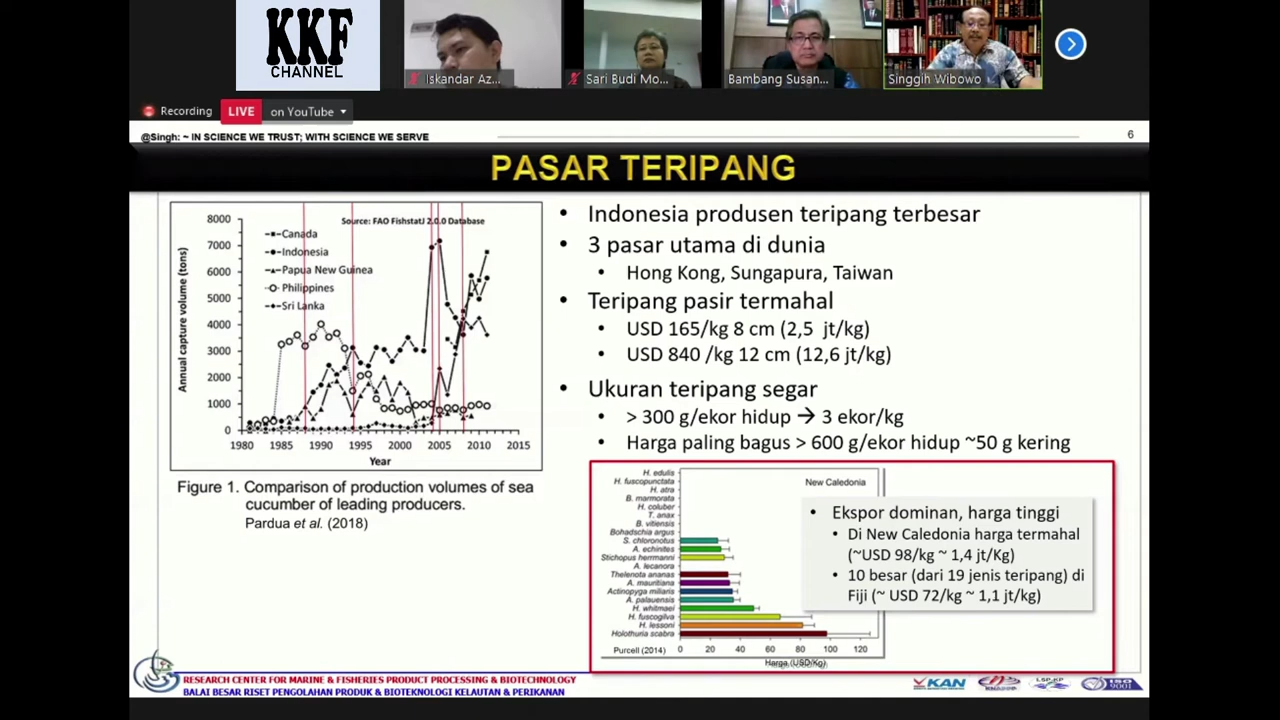 KKF
CHANNEL
Iskandar Az...
Sari Budi Mo...
Bambang Susan...
Singgih Wibowo
Recording
LIVE
on YouTube
@Singh: ~ IN SCIENCE WE TRUST; WITH SCIENCE WE SERVE
6
PASAR TERIPANG
Source: FAO FishstatJ 2.0.0 Database
Canada
Indonesia
Papua New Guinea
Philippines
Sri Lanka
Annual capture volume (tons)
8000
7000
6000
5000
4000
3000
2000
1000
0
1980 1985 1990 1995 2000 2005 2010 2015
Year
Figure 1. Comparison of production volumes of sea
cucumber of leading producers.
Pardua et al. (2018)
• Indonesia produsen teripang terbesar
• 3 pasar utama di dunia
• Hong Kong, Sungapura, Taiwan
• Teripang pasir termahal
• USD 165/kg 8 cm (2,5 jt/kg)
• USD 840 /kg 12 cm (12,6 jt/kg)
• Ukuran teripang segar
• > 300 g/ekor hidup → 3 ekor/kg
• Harga paling bagus > 600 g/ekor hidup ~50 g kering
New Caledonia
H. edulis
H. fuscopunctata
H. atra
B. marmorata
H. coluber
T. anax
B. vitiensis
Bohadschia argus
S. chloronotus
A. echinites
Stichopus herrmanni
A. lecanora
Thelenota ananas
A. mauritiana
Actinopyga miliaris
A. palauensis
H. whitmaei
H. fuscogilva
H. lessoni
Holothuria scabra
0 20 40 60 80 100 120
Purcell (2014)
Harga (USD/Kg)
• Ekspor dominan, harga tinggi
• Di New Caledonia harga termahal
(~USD 98/kg ~ 1,4 jt/Kg)
• 10 besar (dari 19 jenis teripang) di
Fiji (~ USD 72/kg ~ 1,1 jt/kg)
RESEARCH CENTER FOR MARINE & FISHERIES PRODUCT PROCESSING & BIOTECHNOLOGY
BALAI BESAR RISET PENGOLAHAN PRODUK & BIOTEKNOLOGI KELAUTAN & PERIKANAN
KAN
KNAPPP
LSP-KP
ISO
9001